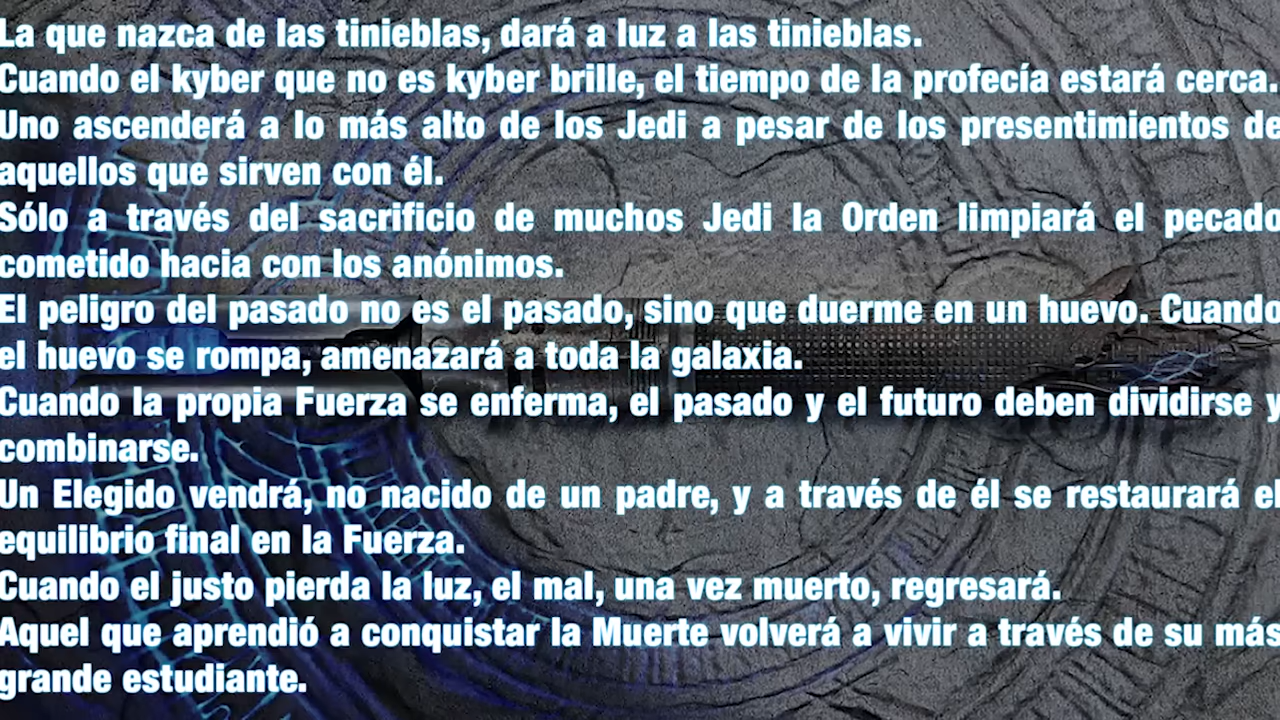 La que nazca de las tinieblas, dará a luz a las tinieblas.
Cuando el kyber que no es kyber brille, el tiempo de la profecía estará cerca.
Uno ascenderá a lo más alto de los Jedi a pesar de los presentimientos de
aquellos que sirven con él.
Sólo a través del sacrificio de muchos Jedi la Orden limpiará el pecado
cometido hacia con los anónimos.
El peligro del pasado no es el pasado, sino que duerme en un huevo. Cuando
el huevo se rompa, amenazará a toda la galaxia.
Cuando la propia Fuerza se enferma, el pasado y el futuro deben dividirse y
combinarse.
Un Elegido vendrá, no nacido de un padre, y a través de él se restaurará el
equilibrio final en la Fuerza.
Cuando el justo pierda la luz, el mal, una vez muerto, regresará.
Aquel que aprendió a conquistar la Muerte volverá a vivir a través de su más
grande estudiante.